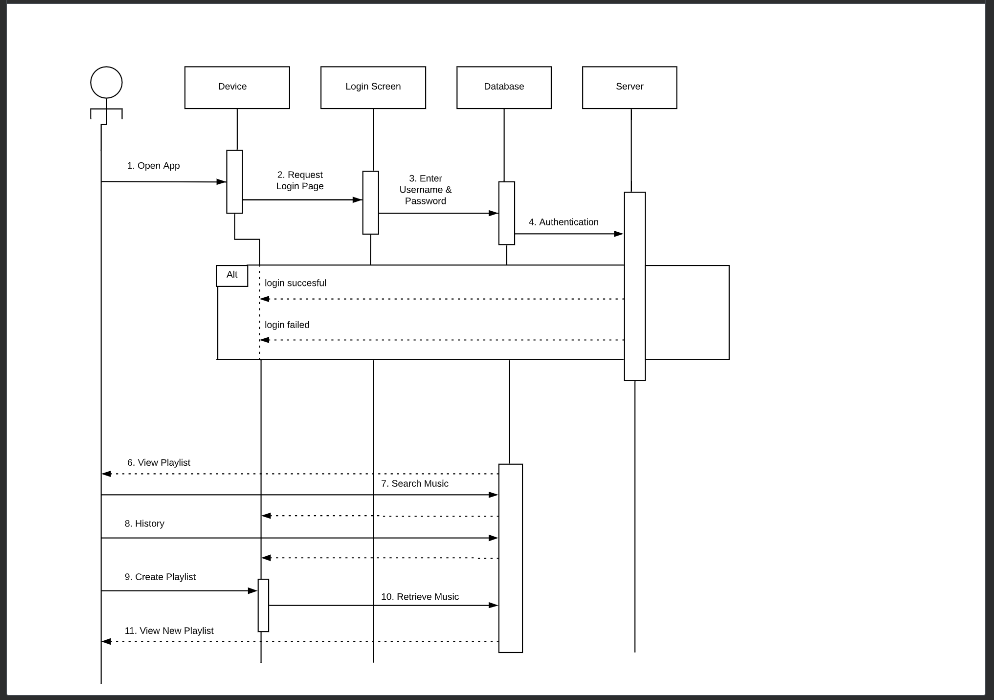 Device
Login Screen
Database
Server
1. Open App
2. Request
Login Page
3. Enter
Username &
Password
4. Authentication
Alt
login succesful
login failed
6. View Playlist
7. Search Music
8. History
9. Create Playlist
10. Retrieve Music
11. View New Playlist